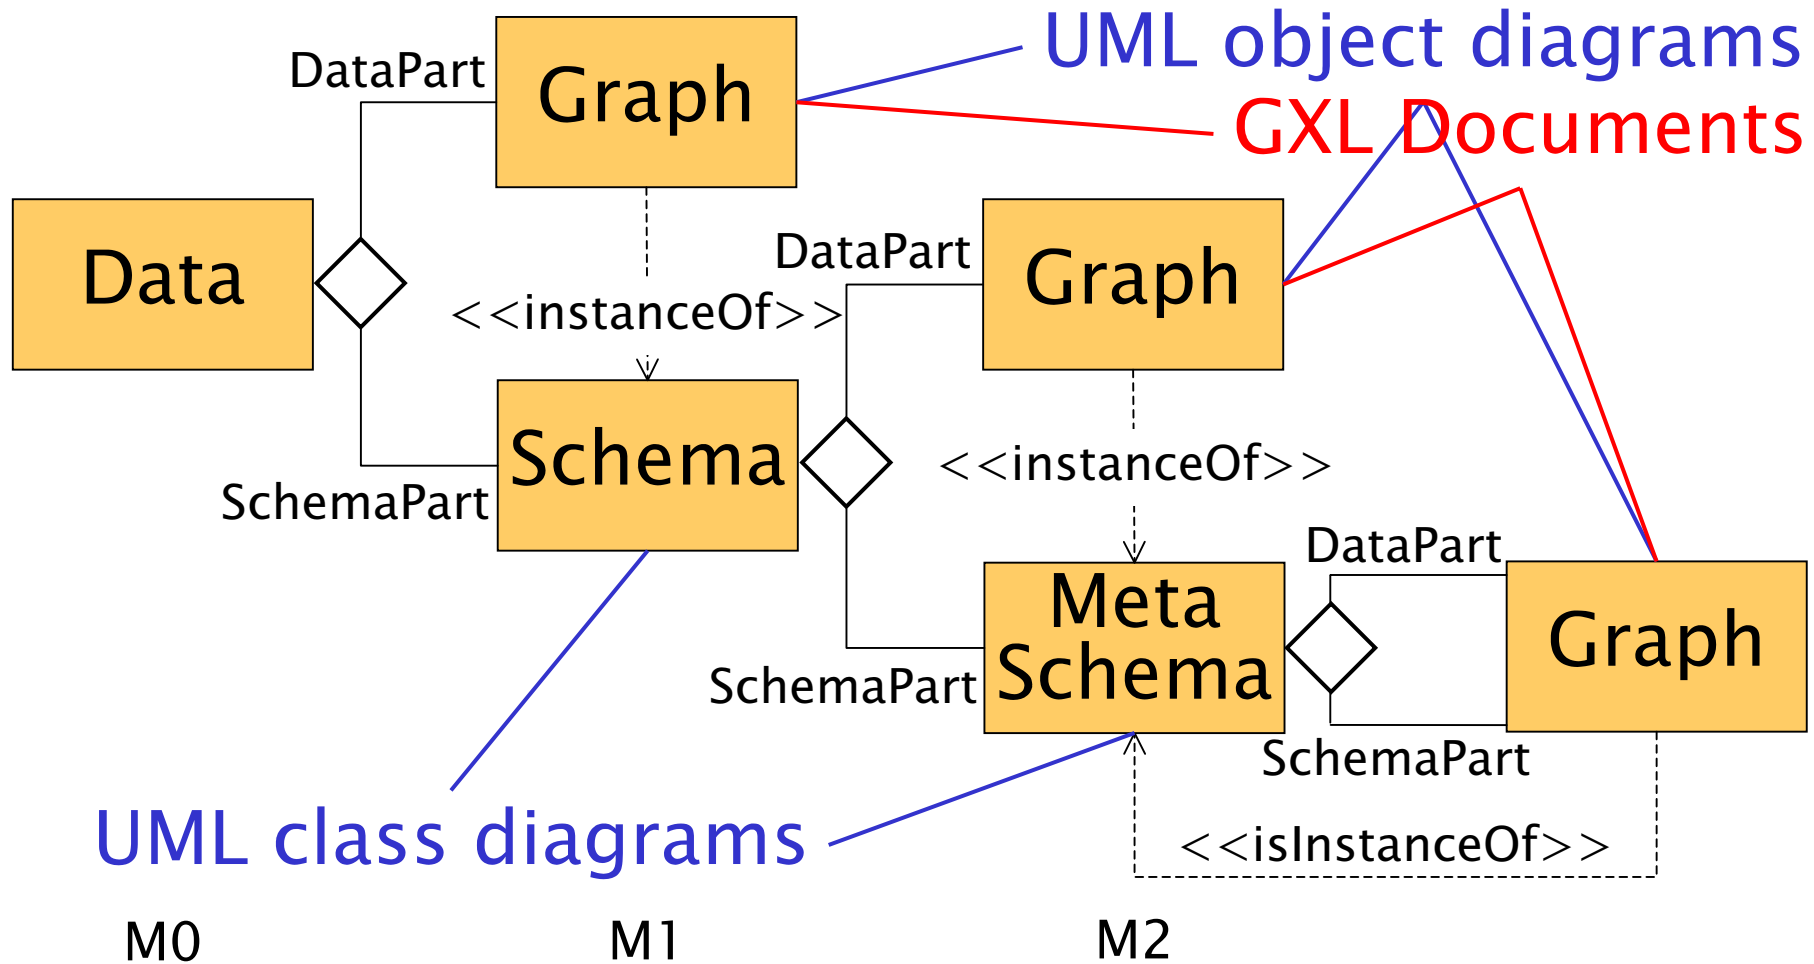 UML object diagrams
DataPart
Graph
GXL Documents
Data
DataPart
Graph
<<instanceOf>>
Schema
<<instanceOf>>
SchemaPart
DataPart
Meta
Schema
Graph
SchemaPart
SchemaPart
UML class diagrams
<<isInstanceOf>>
M0
M1
M2